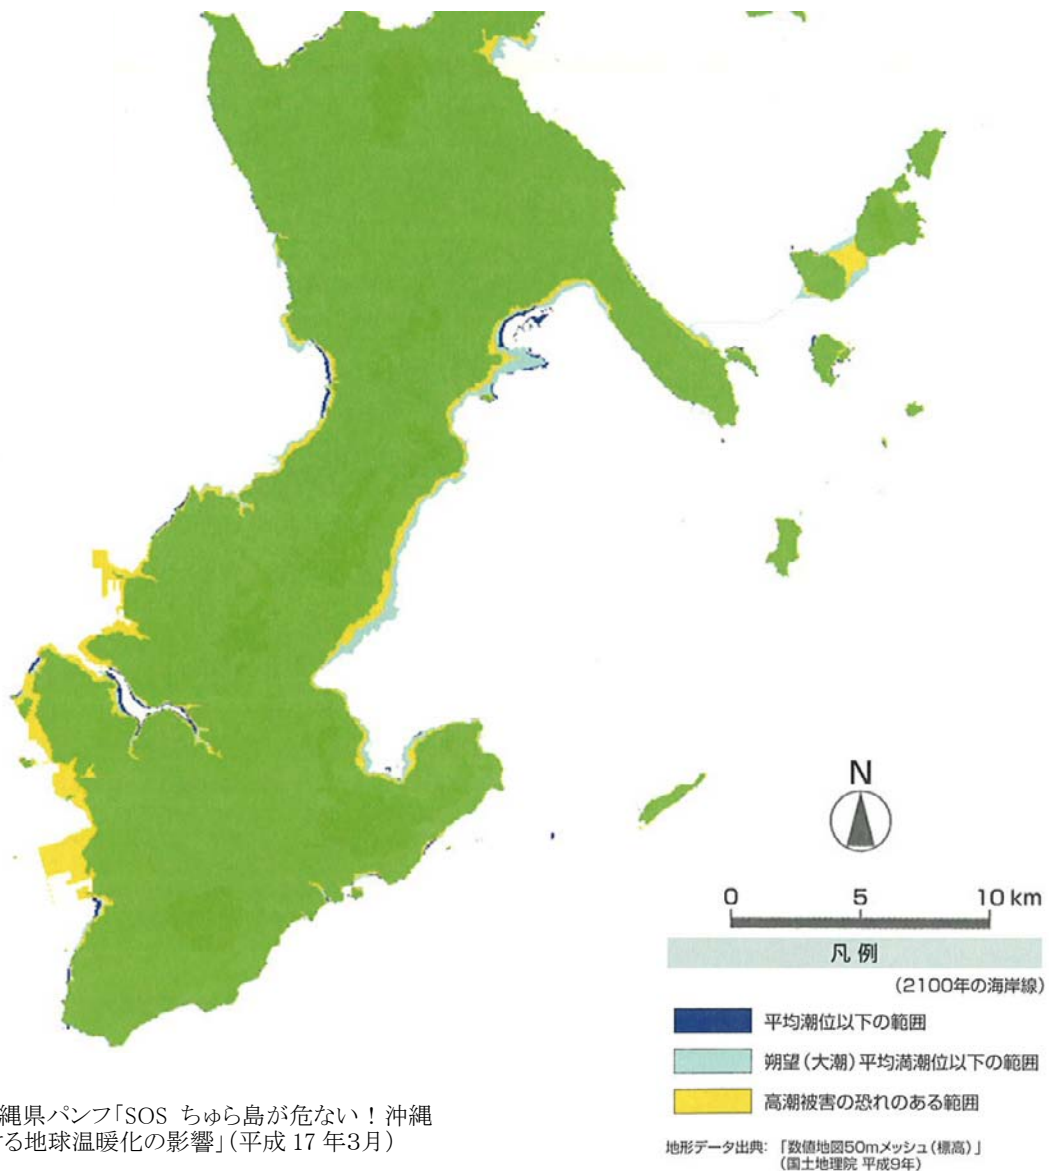 N
0 5 10 km
凡 例
(2100年の海岸線)
平均潮位以下の範囲
朔望(大潮)平均満潮位以下の範囲
高潮被害の恐れのある範囲
地形データ出典: 「数値地図50mメッシュ(標高)」
(国土地理院 平成9年)
縄県パンフ「SOS ちゅら島が危ない!沖縄
る地球温暖化の影響」(平成 17 年3月)